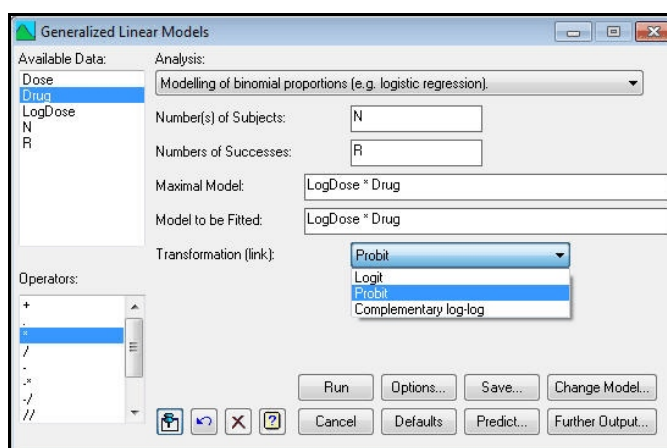 Generalized Linear Models
Available Data:
Dose
Drug
LogDose
N
R
Analysis:
Modelling of binomial proportions (e.g. logistic regression).
Number(s) of Subjects:
N
Numbers of Successes:
R
Maximal Model:
LogDose * Drug
Model to be Fitted:
LogDose * Drug
Transformation (link):
Probit
Logit
Probit
Complementary log-log
Operators:
+
.
*
/
-
-*
-/
//
Run
Options...
Save...
Change Model...
Cancel
Defaults
Predict...
Further Output...